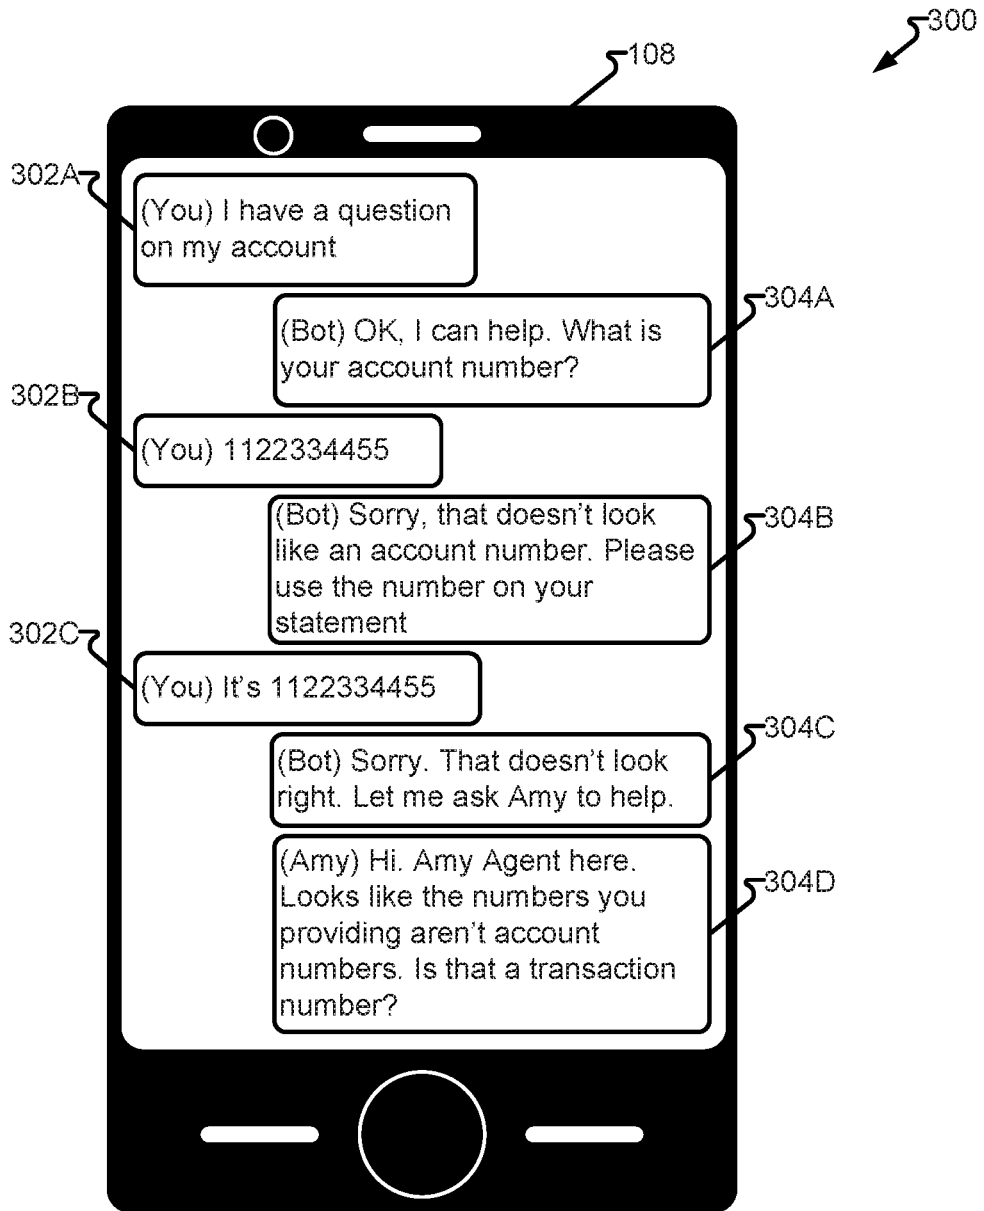 300
108
302A
(You) I have a question
on my account
304A
(Bot) OK, I can help. What is
your account number?
302B
(You) 1122334455
304B
(Bot) Sorry, that doesn't look
like an account number. Please
use the number on your
statement
302C
(You) It's 1122334455
304C
(Bot) Sorry. That doesn't look
right. Let me ask Amy to help.
304D
(Amy) Hi. Amy Agent here.
Looks like the numbers you
providing aren't account
numbers. Is that a transaction
number?